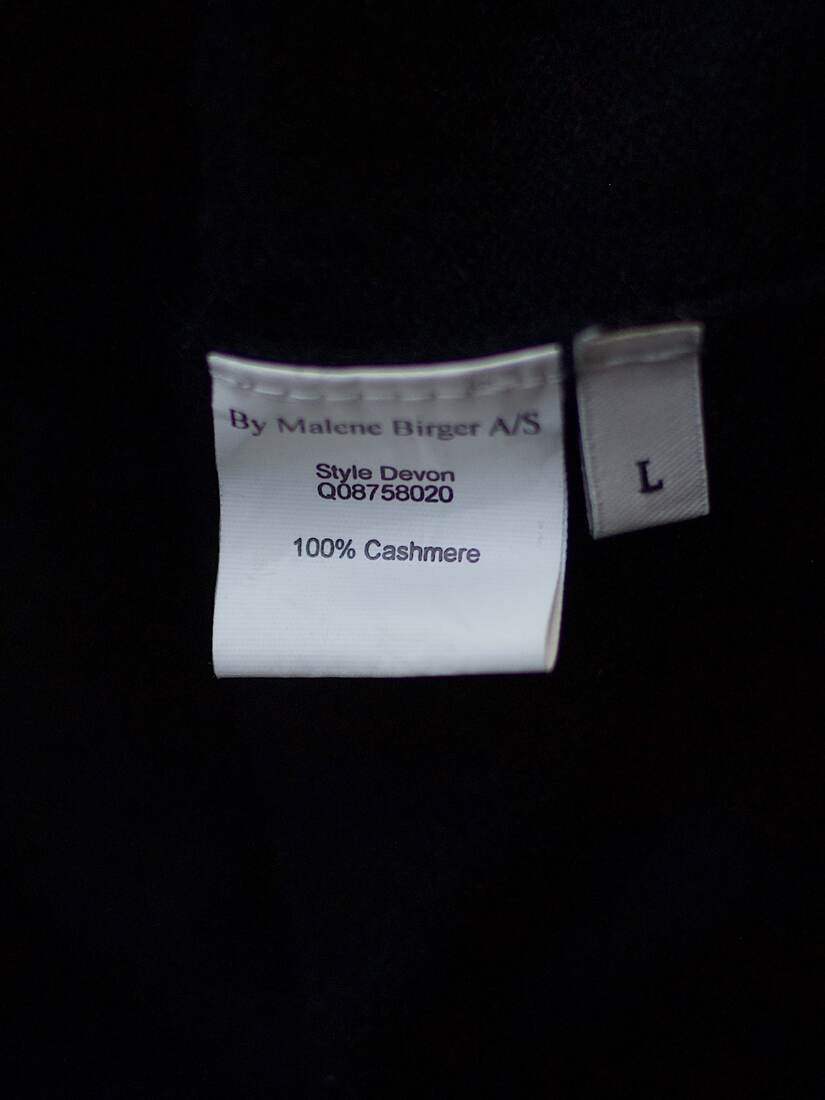 By Malene Birger A/S
Style Devon
Q08758020
100% Cashmere
L